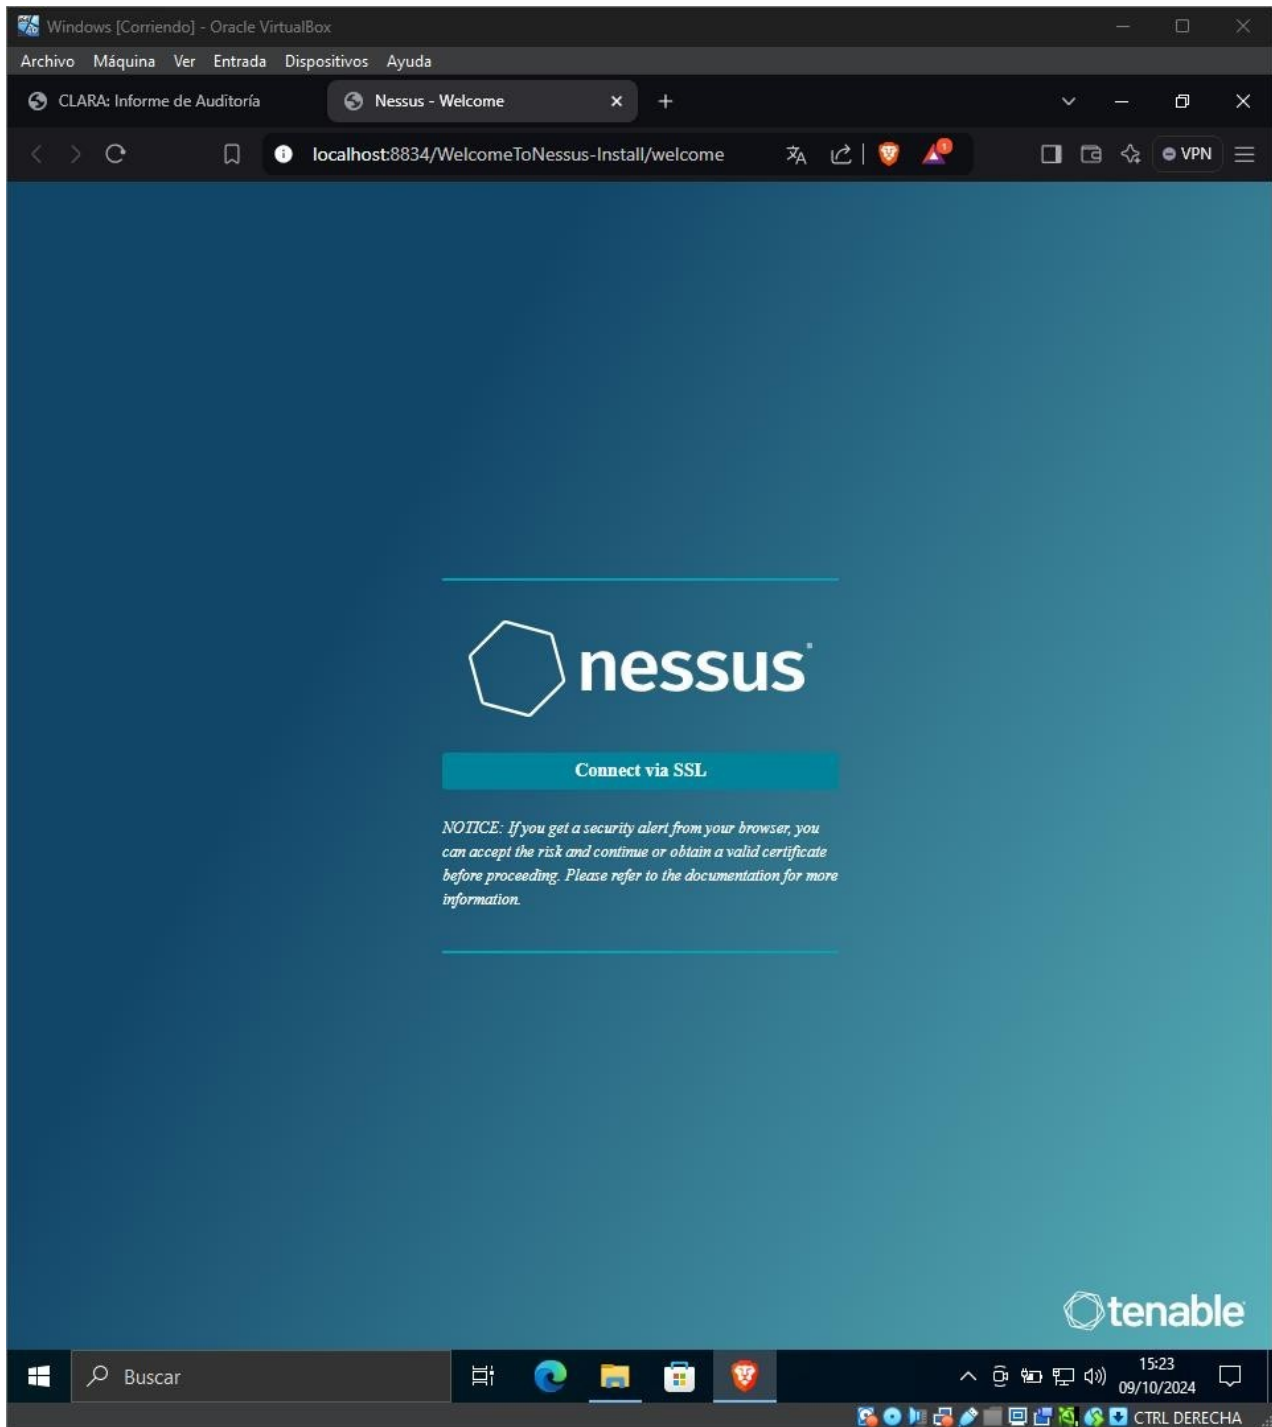 Windows [Corriendo] - Oracle VirtualBox
Archivo Máquina Ver Entrada Dispositivos Ayuda
CLARA: Informe de Auditoría Nessus - Welcome
localhost:8834/WelcomeToNessus-Install/welcome 1 VPN
nessus
Connect via SSL
NOTICE: If you get a security alert from your browser, you
can accept the risk and continue or obtain a valid certificate
before proceeding. Please refer to the documentation for more
information.
tenable
Buscar
15:23
09/10/2024
CTRL DERECHA